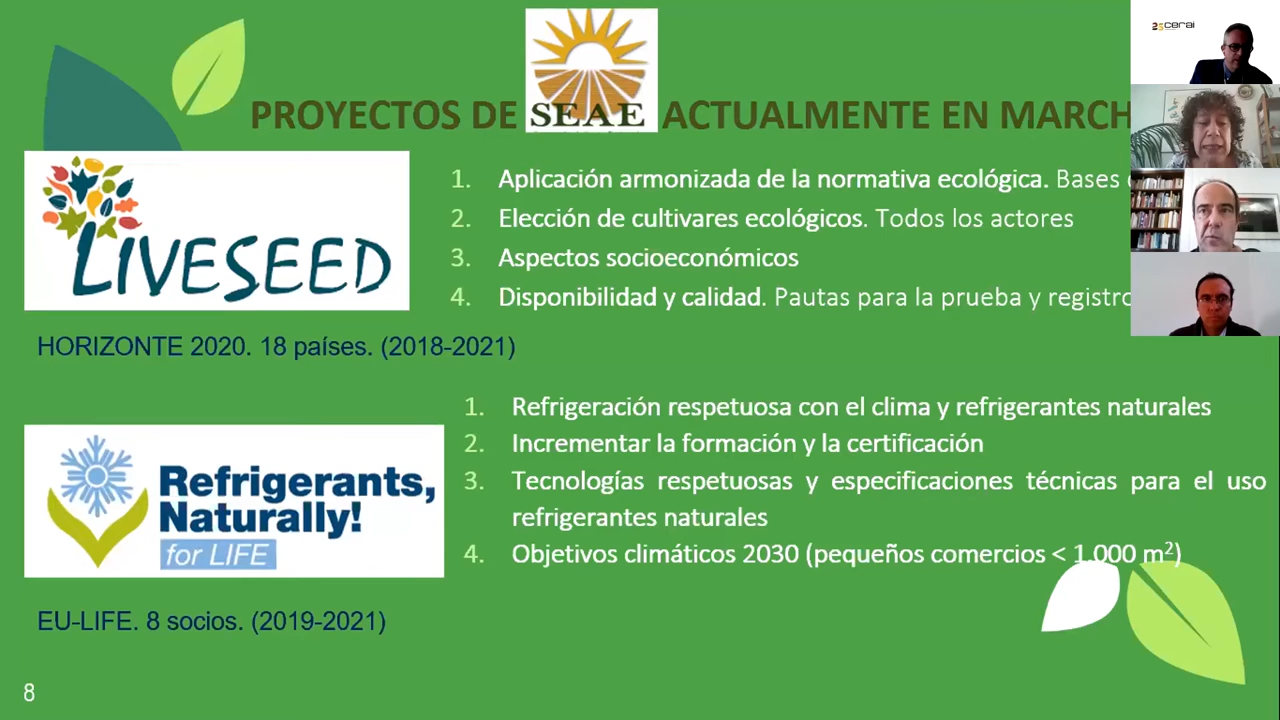 25cerai
PROYECTOS DE SEAE ACTUALMENTE EN MARCH
LIVESEED
1. Aplicación armonizada de la normativa ecológica. Bases
2. Elección de cultivares ecológicos. Todos los actores
3. Aspectos socioeconómicos
4. Disponibilidad y calidad. Pautas para la prueba y registro
HORIZONTE 2020. 18 países. (2018-2021)
Refrigerants,
Naturally!
for LIFE
1. Refrigeración respetuosa con el clima y refrigerantes naturales
2. Incrementar la formación y la certificación
3. Tecnologías respetuosas y especificaciones técnicas para el uso
refrigerantes naturales
4. Objetivos climáticos 2030 (pequeños comercios < 1.000 m²)
EU-LIFE. 8 socios. (2019-2021)
8